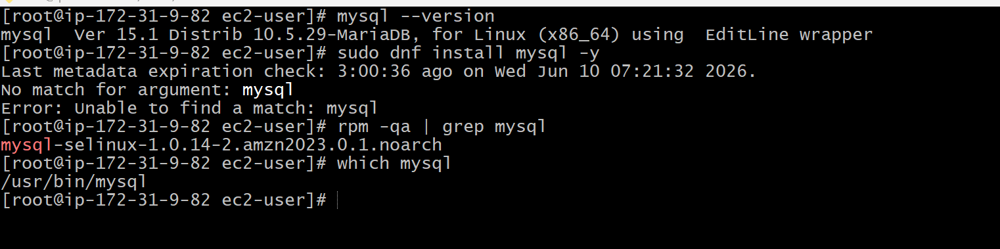 [root@ip-172-31-9-82 ec2-user]# mysql --version
mysql  Ver 15.1 Distrib 10.5.29-MariaDB, for Linux (x86_64) using  EditLine wrapper
[root@ip-172-31-9-82 ec2-user]# sudo dnf install mysql -y
Last metadata expiration check: 3:00:36 ago on Wed Jun 10 07:21:32 2026.
No match for argument: mysql
Error: Unable to find a match: mysql
[root@ip-172-31-9-82 ec2-user]# rpm -qa | grep mysql
mysql-selinux-1.0.14-2.amzn2023.0.1.noarch
[root@ip-172-31-9-82 ec2-user]# which mysql
/usr/bin/mysql
[root@ip-172-31-9-82 ec2-user]#